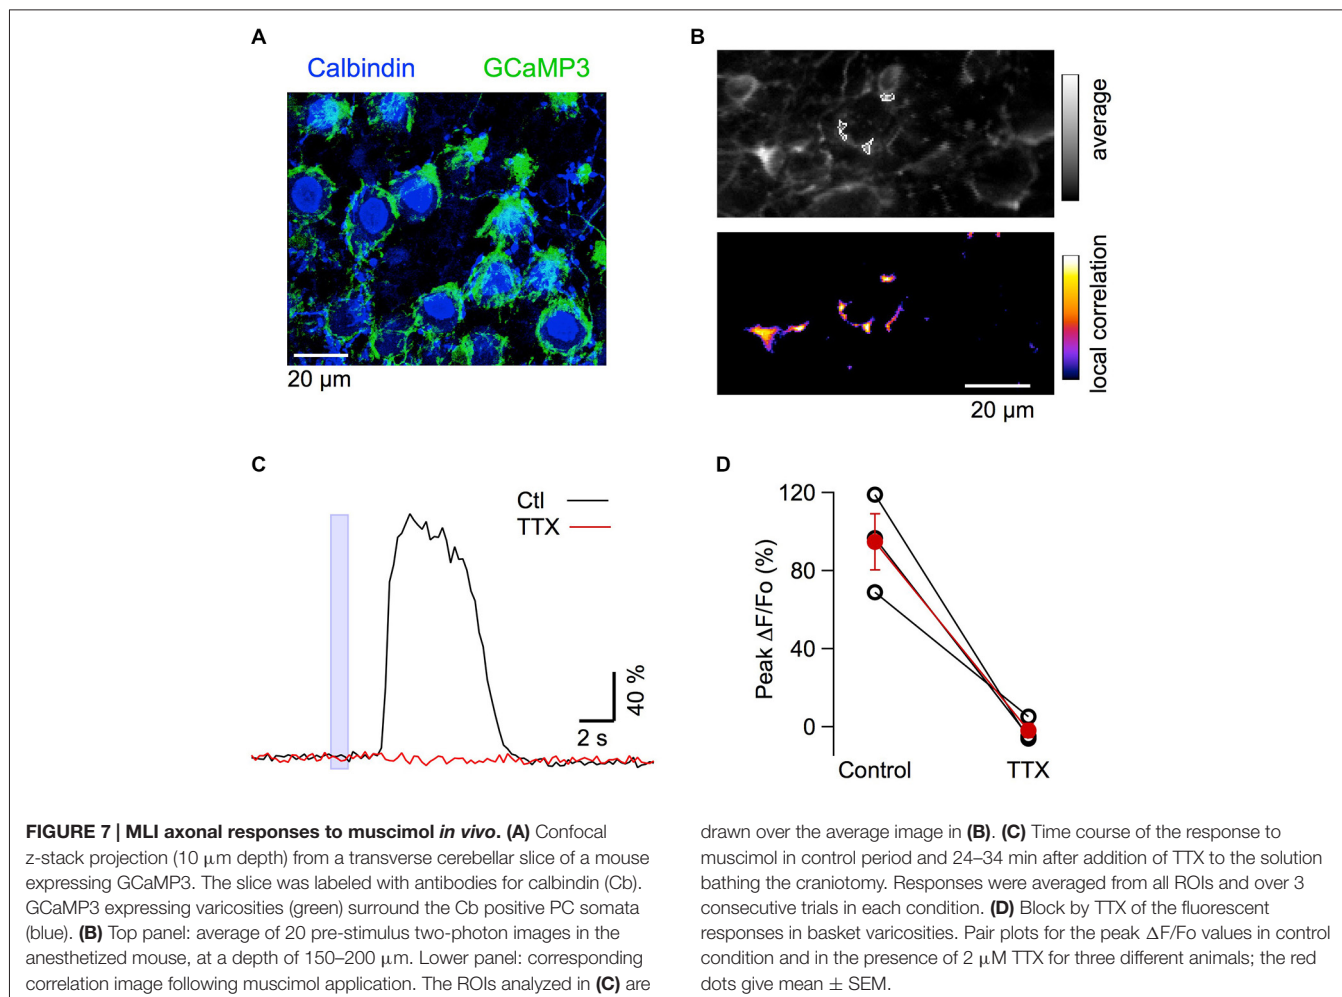 A
Calbindin GCaMP3
20 µm
B
average
local correlation
20 µm
C
Ctl
TTX
40 %
2 s
D
Peak ΔF/Fo (%)
120
80
40
0
Control TTX
FIGURE 7 | MLI axonal responses to muscimol in vivo. (A) Confocal
z-stack projection (10 µm depth) from a transverse cerebellar slice of a mouse
expressing GCaMP3. The slice was labeled with antibodies for calbindin (Cb).
GCaMP3 expressing varicosities (green) surround the Cb positive PC somata
(blue). (B) Top panel: average of 20 pre-stimulus two-photon images in the
anesthetized mouse, at a depth of 150–200 µm. Lower panel: corresponding
correlation image following muscimol application. The ROIs analyzed in (C) are
drawn over the average image in (B). (C) Time course of the response to
muscimol in control period and 24–34 min after addition of TTX to the solution
bathing the craniotomy. Responses were averaged from all ROIs and over 3
consecutive trials in each condition. (D) Block by TTX of the fluorescent
responses in basket varicosities. Pair plots for the peak ΔF/Fo values in control
condition and in the presence of 2 µM TTX for three different animals; the red
dots give mean ± SEM.